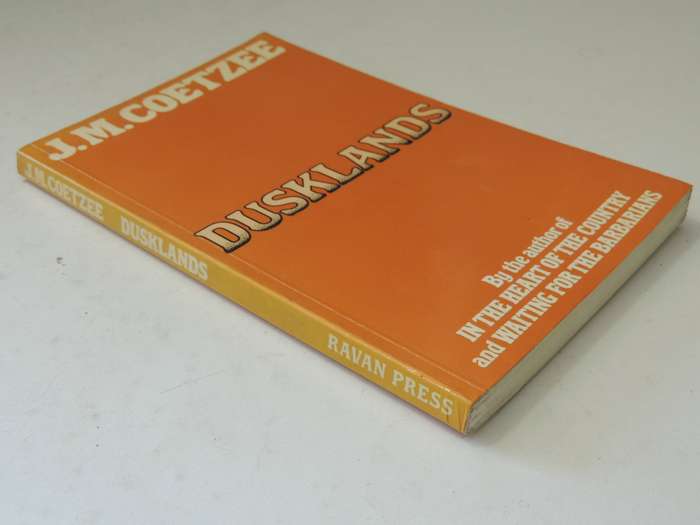 J.M. COETZEE
DUSKLANDS
By the author of
IN THE HEART OF THE COUNTRY
and WAITING FOR THE BARBARIANS
J.M. COETZEE DUSKLANDS RAVAN PRESS